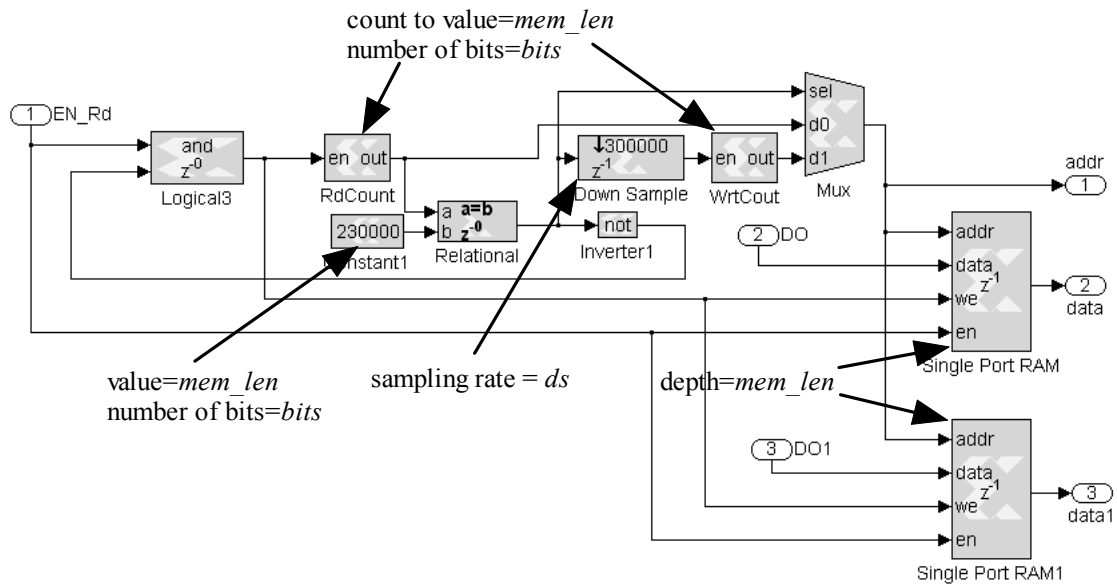 count to value=mem_len
number of bits=bits
1 EN_Rd
and
z-0
Logical3
en out
RdCount
↓300000
z-1
Down Sample
en out
WrtCout
sel
d0
d1
Mux
addr
1
230000
Constant1
a a=b
b z-0
Relational
not
Inverter1
2 DO
addr
data
z-1
we
en
Single Port RAM
2
data
value=mem_len
number of bits=bits
sampling rate = ds
depth=mem_len
3 DO1
addr
data
z-1
we
en
Single Port RAM1
3
data1